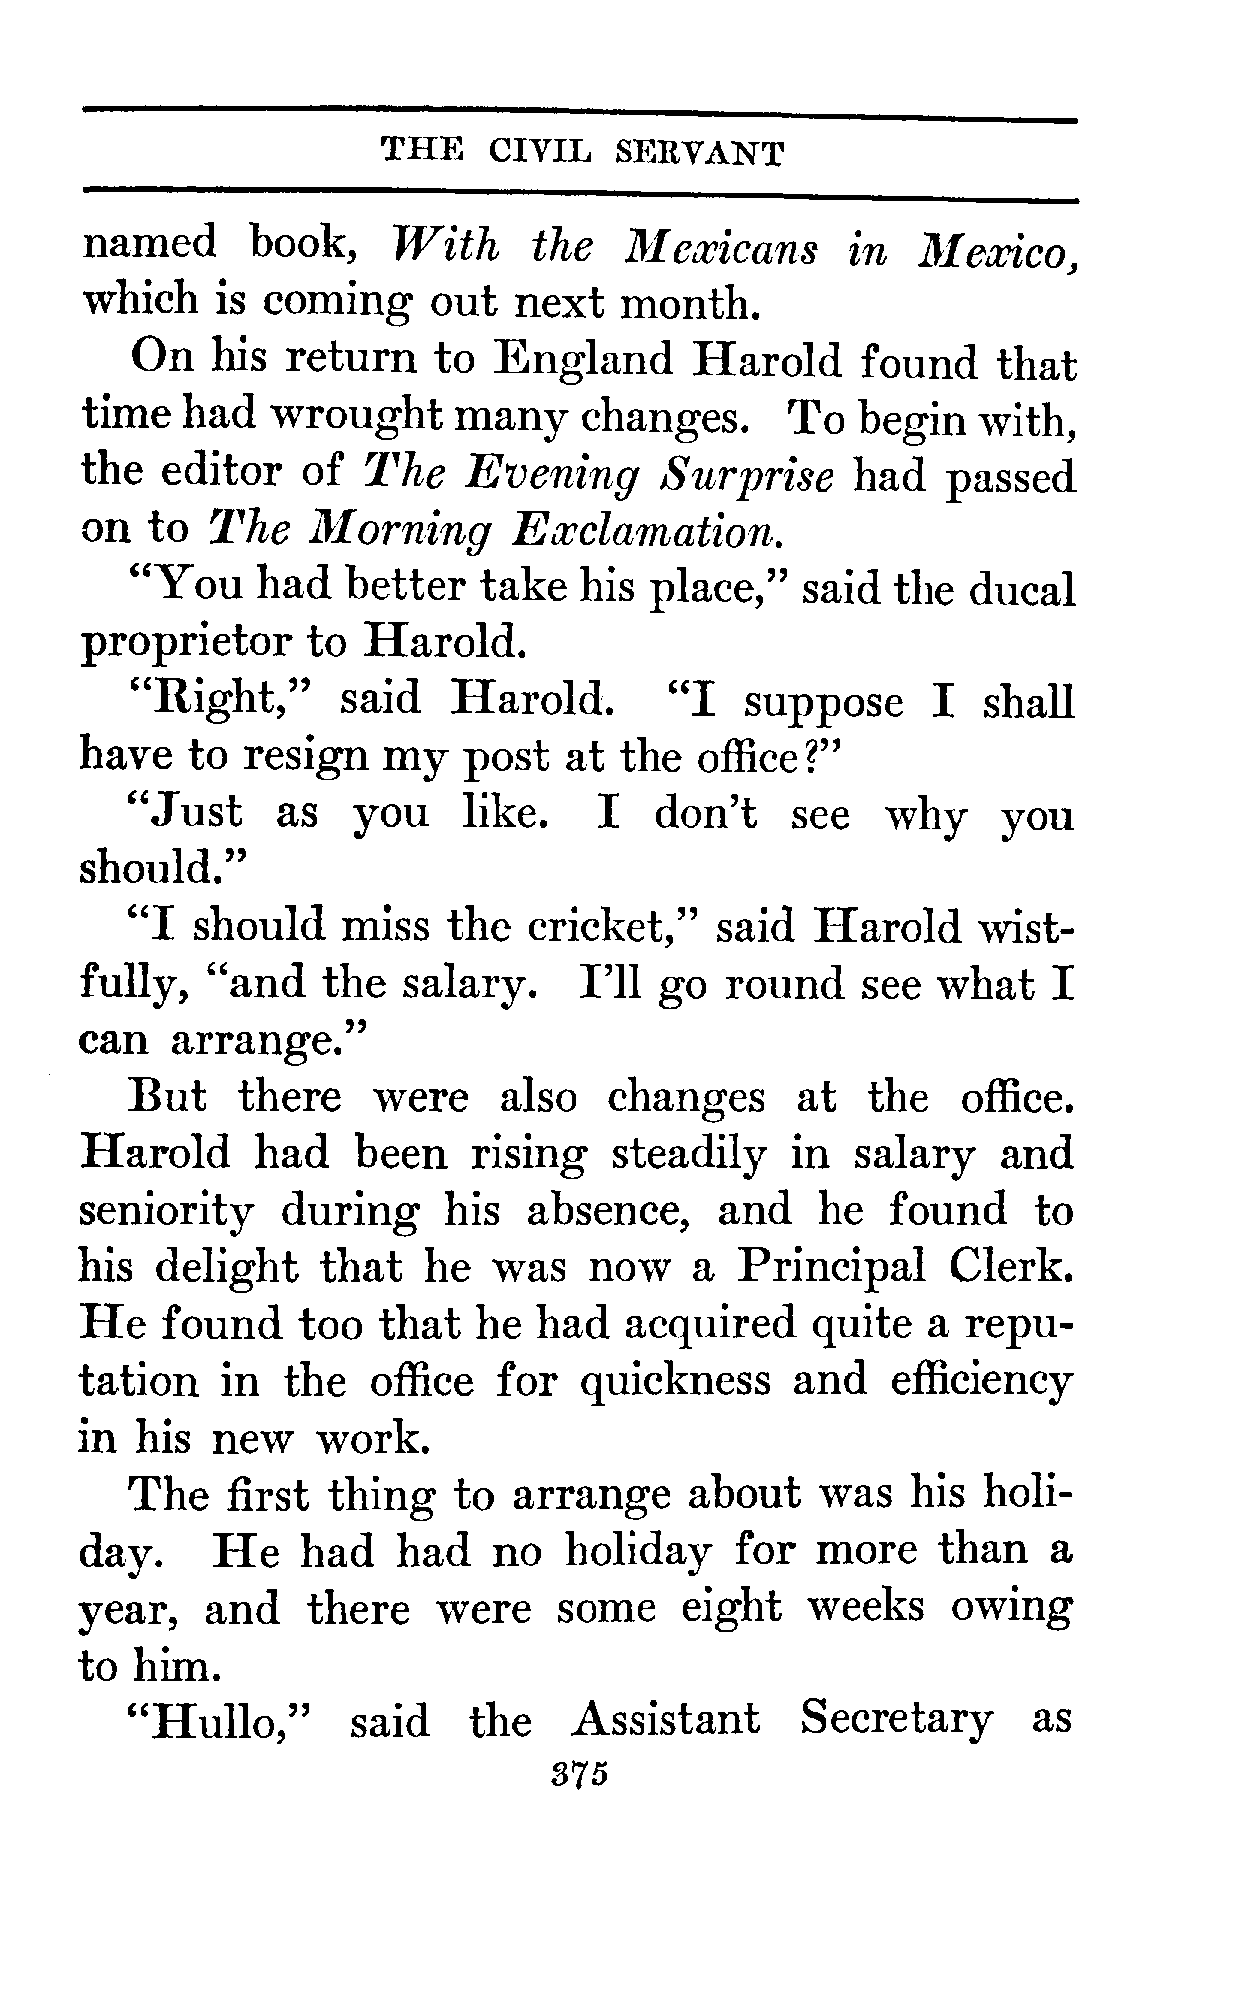 THE CIVIL SERVANT
named book, With the Mexicans in Mexico,
which is coming out next month.
On his return to England Harold found that
time had wrought many changes. To begin with,
the editor of The Evening Surprise had passed
on to The Morning Exclamation.
“You had better take his place,” said the ducal
proprietor to Harold.
“Right,” said Harold. “I suppose I shall
have to resign my post at the office?”
“Just as you like. I don't see why you
should.”
“I should miss the cricket,” said Harold wist-
fully, “and the salary. I'll go round see what I
can arrange.”
But there were also changes at the office.
Harold had been rising steadily in salary and
seniority during his absence, and he found to
his delight that he was now a Principal Clerk.
He found too that he had acquired quite a repu-
tation in the office for quickness and efficiency
in his new work.
The first thing to arrange about was his holi-
day. He had had no holiday for more than a
year, and there were some eight weeks owing
to him.
“Hullo,” said the Assistant Secretary as
375